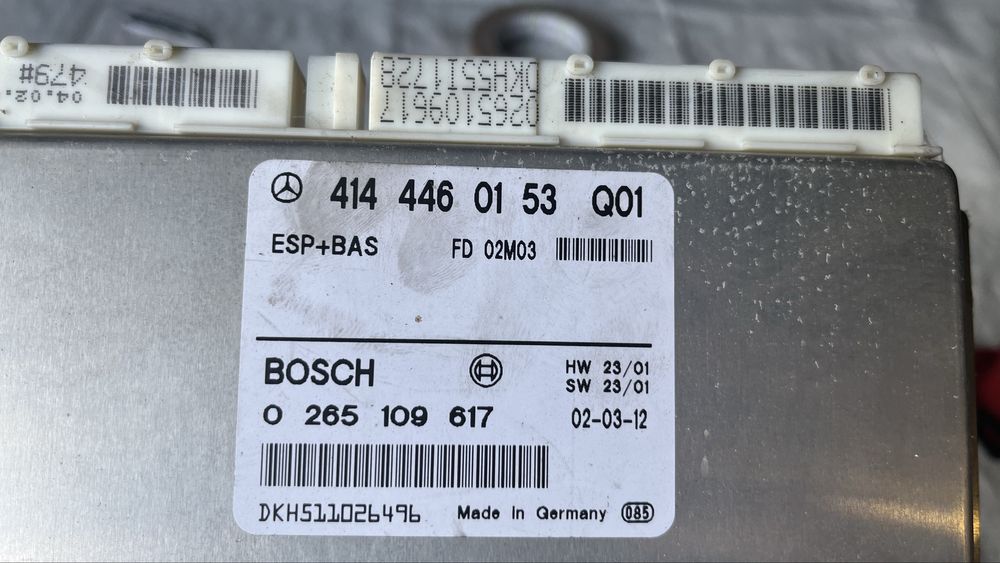 04.02.
479#
DKH5511728
0265109617
414 446 01 53 Q01
ESP+BAS FD 02M03
BOSCH HW 23/01
SW 23/01
0 265 109 617 02-03-12
DKH511026496 Made in Germany 085